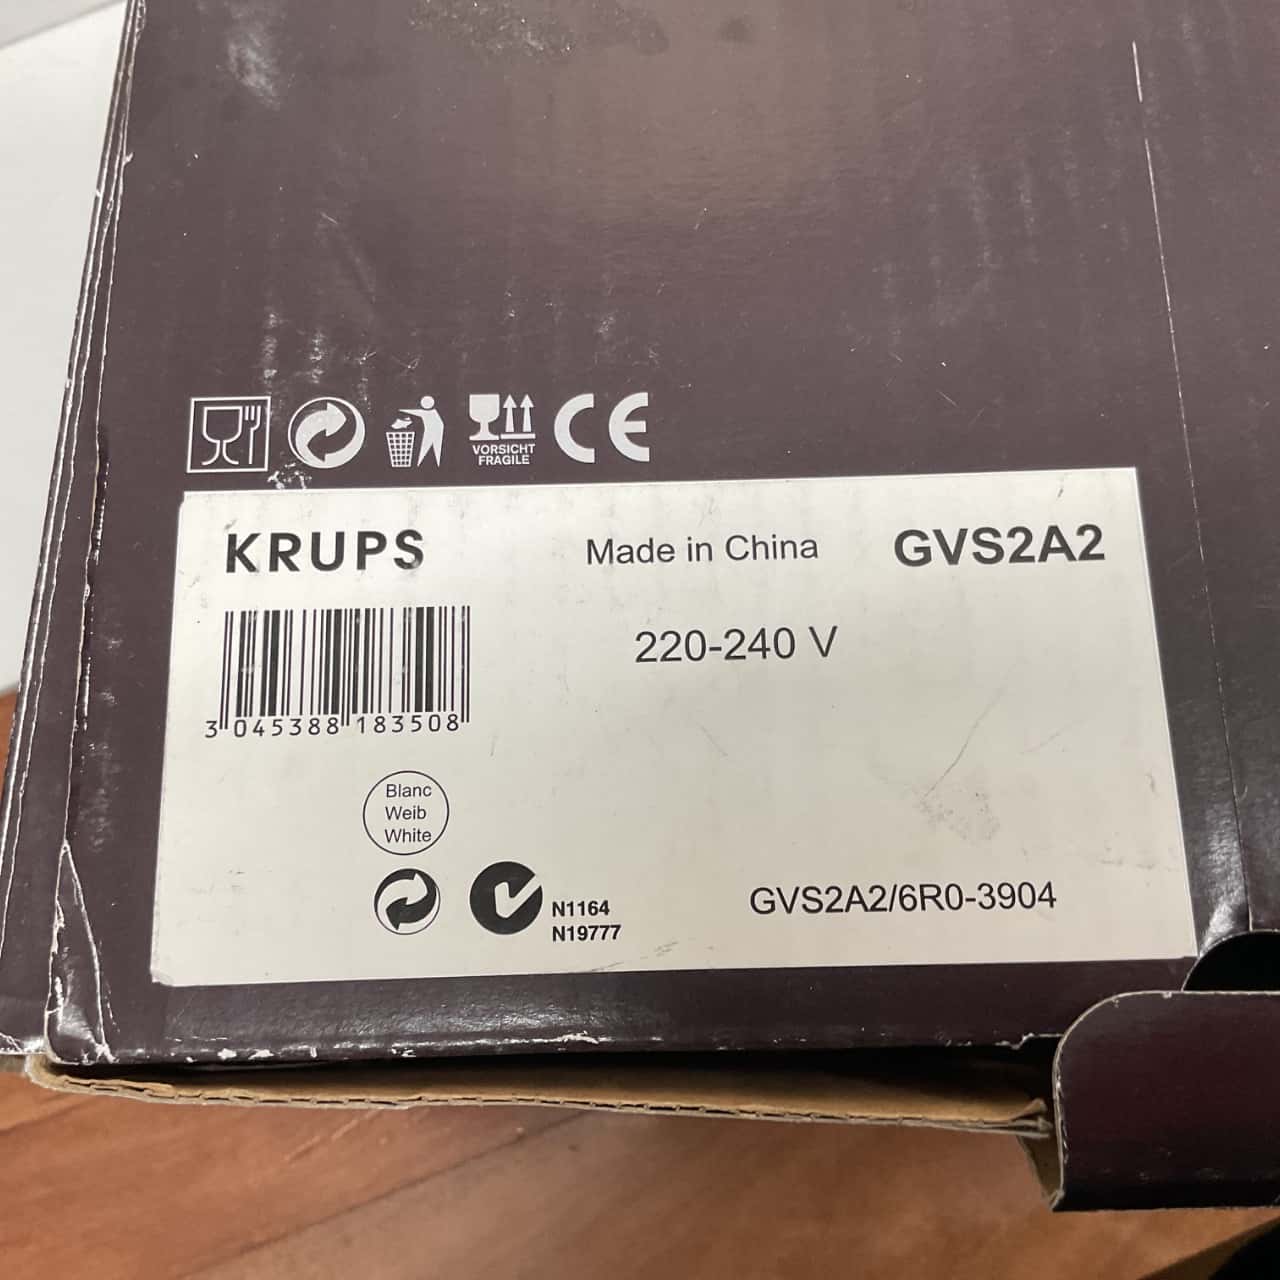 VORSICHT
FRAGILE
CE
KRUPS
Made in China
GVS2A2
220-240 V
3 045388 183508
Blanc
Weib
White
N1164
N19777
GVS2A2/6R0-3904